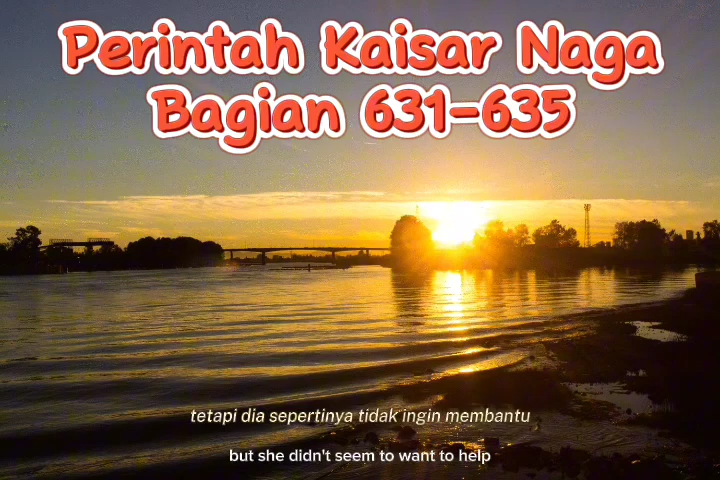 Perintah Kaisar Naga
Bagian 631-635
tetapi dia sepertinya tidak ingin membantu
but she didn't seem to want to help